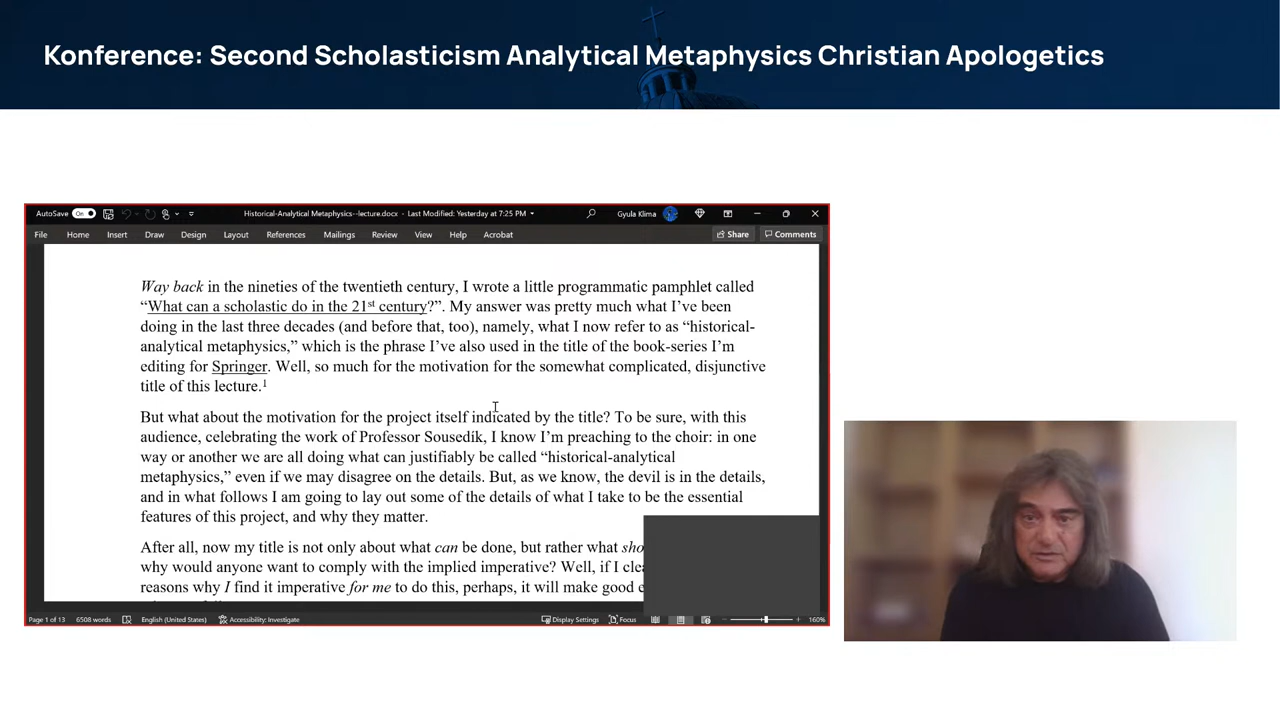 Konference: Second Scholasticism Analytical Metaphysics Christian Apologetics
AutoSave On Historical-Analytical Metaphysics--lecture.docx - Last Modified: Yesterday at 7:25 PM Gyula Klima
File Home Insert Draw Design Layout References Mailings Review View Help Acrobat Share Comments
Way back in the nineties of the twentieth century, I wrote a little programmatic pamphlet called
“What can a scholastic do in the 21st century?”. My answer was pretty much what I’ve been
doing in the last three decades (and before that, too), namely, what I now refer to as “historical-
analytical metaphysics,” which is the phrase I’ve also used in the title of the book-series I’m
editing for Springer. Well, so much for the motivation for the somewhat complicated, disjunctive
title of this lecture.1
But what about the motivation for the project itself indicated by the title? To be sure, with this
audience, celebrating the work of Professor Sousedík, I know I’m preaching to the choir: in one
way or another we are all doing what can justifiably be called “historical-analytical
metaphysics,” even if we may disagree on the details. But, as we know, the devil is in the details,
and in what follows I am going to lay out some of the details of what I take to be the essential
features of this project, and why they matter.
After all, now my title is not only about what can be done, but rather what sho
why would anyone want to comply with the implied imperative? Well, if I clea
reasons why I find it imperative for me to do this, perhaps, it will make good
Page 1 of 13 6508 words English (United States) Accessibility: Investigate Display Settings Focus 160%